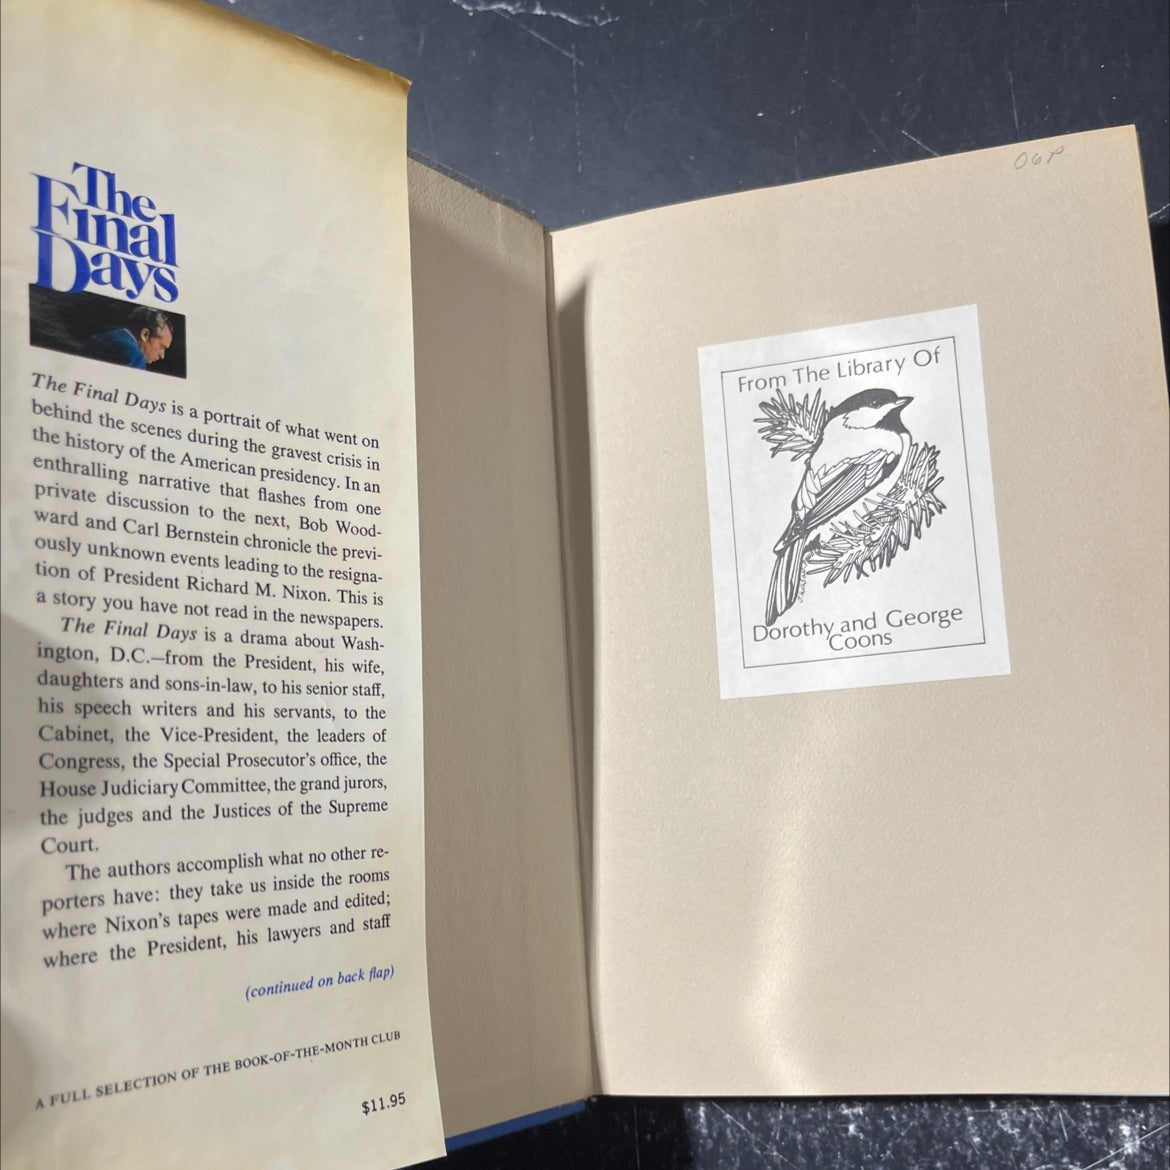 The
Final
Days
The Final Days is a portrait of what went on
behind the scenes during the gravest crisis in
the history of the American presidency. In an
enthralling narrative that flashes from one
private discussion to the next, Bob Wood-
ward and Carl Bernstein chronicle the previ-
ously unknown events leading to the resigna-
tion of President Richard M. Nixon. This is
a story you have not read in the newspapers.
The Final Days is a drama about Wash-
ington, D.C.—from the President, his wife,
daughters and sons-in-law, to his senior staff,
his speech writers and his servants, to the
Cabinet, the Vice-President, the leaders of
Congress, the Special Prosecutor's office, the
House Judiciary Committee, the grand jurors,
the judges and the Justices of the Supreme
Court.
The authors accomplish what no other re-
porters have: they take us inside the rooms
where Nixon's tapes were made and edited;
where the President, his lawyers and staff
(continued on back flap)
A FULL SELECTION OF THE BOOK-OF-THE-MONTH CLUB
$11.95
From The Library Of
Dorothy and George
Coons